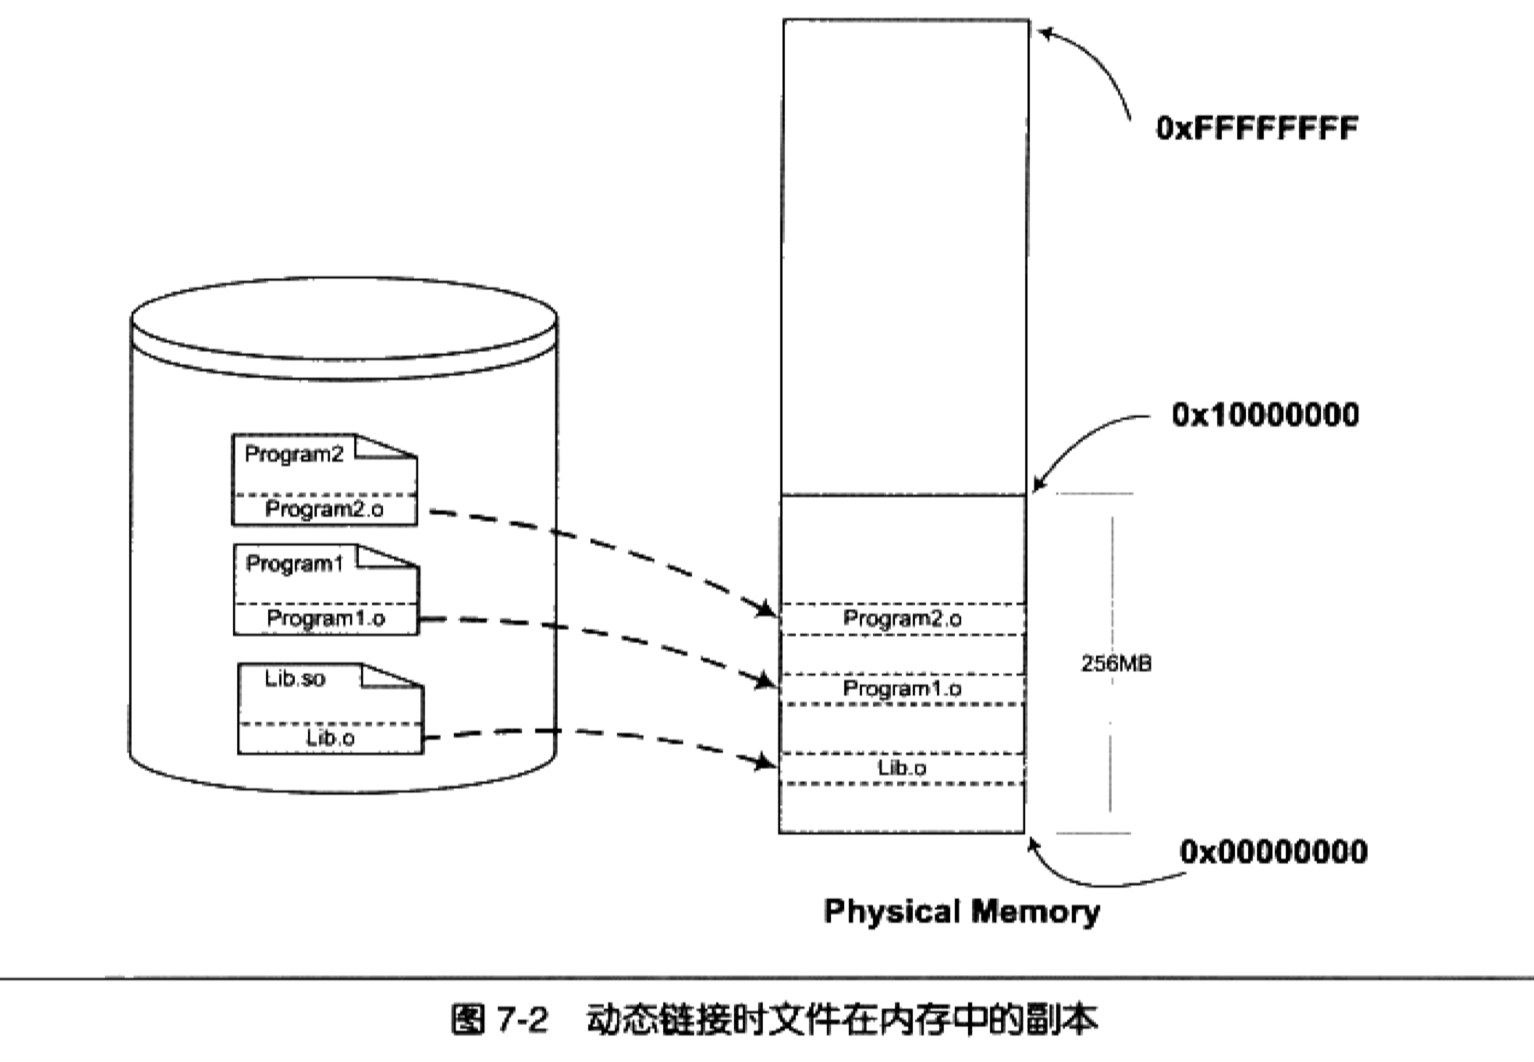 0xFFFFFFFF
0x10000000
Program2
Program2.o
Program1
Program1.o
Lib.so
Lib.o
Program2.o
Program1.o
Lib.o
256MB
0x00000000
Physical Memory
图 7-2 动态链接时文件在内存中的副本